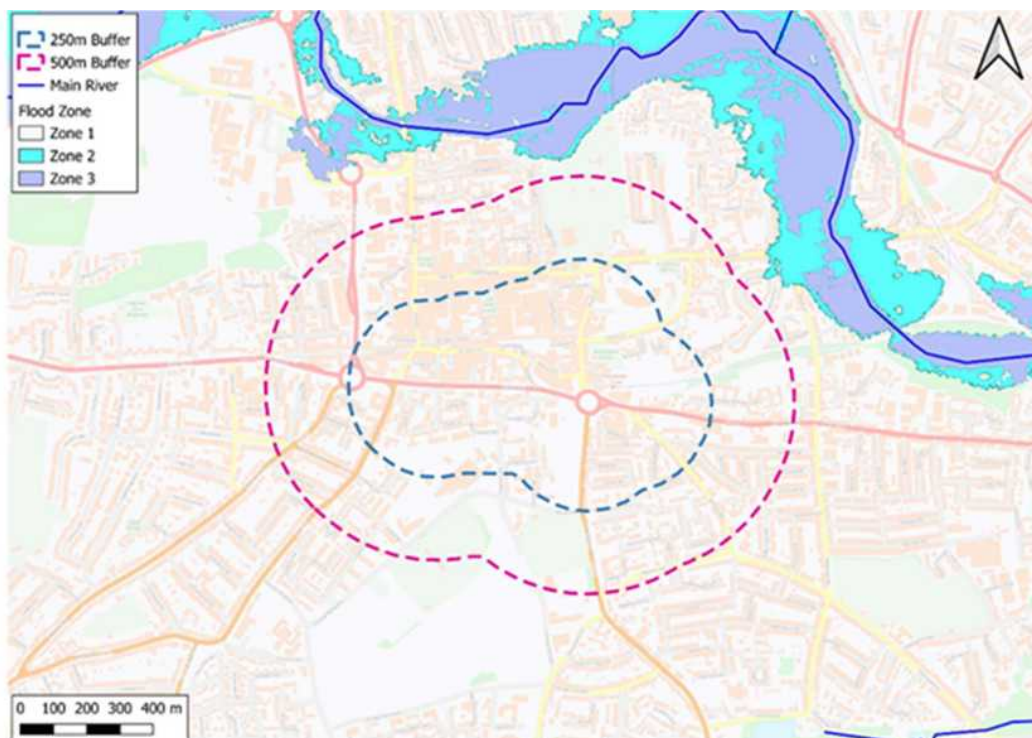 250m Buffer
500m Buffer
Main River
Flood Zone
Zone 1
Zone 2
Zone 3
0 100 200 300 400 m